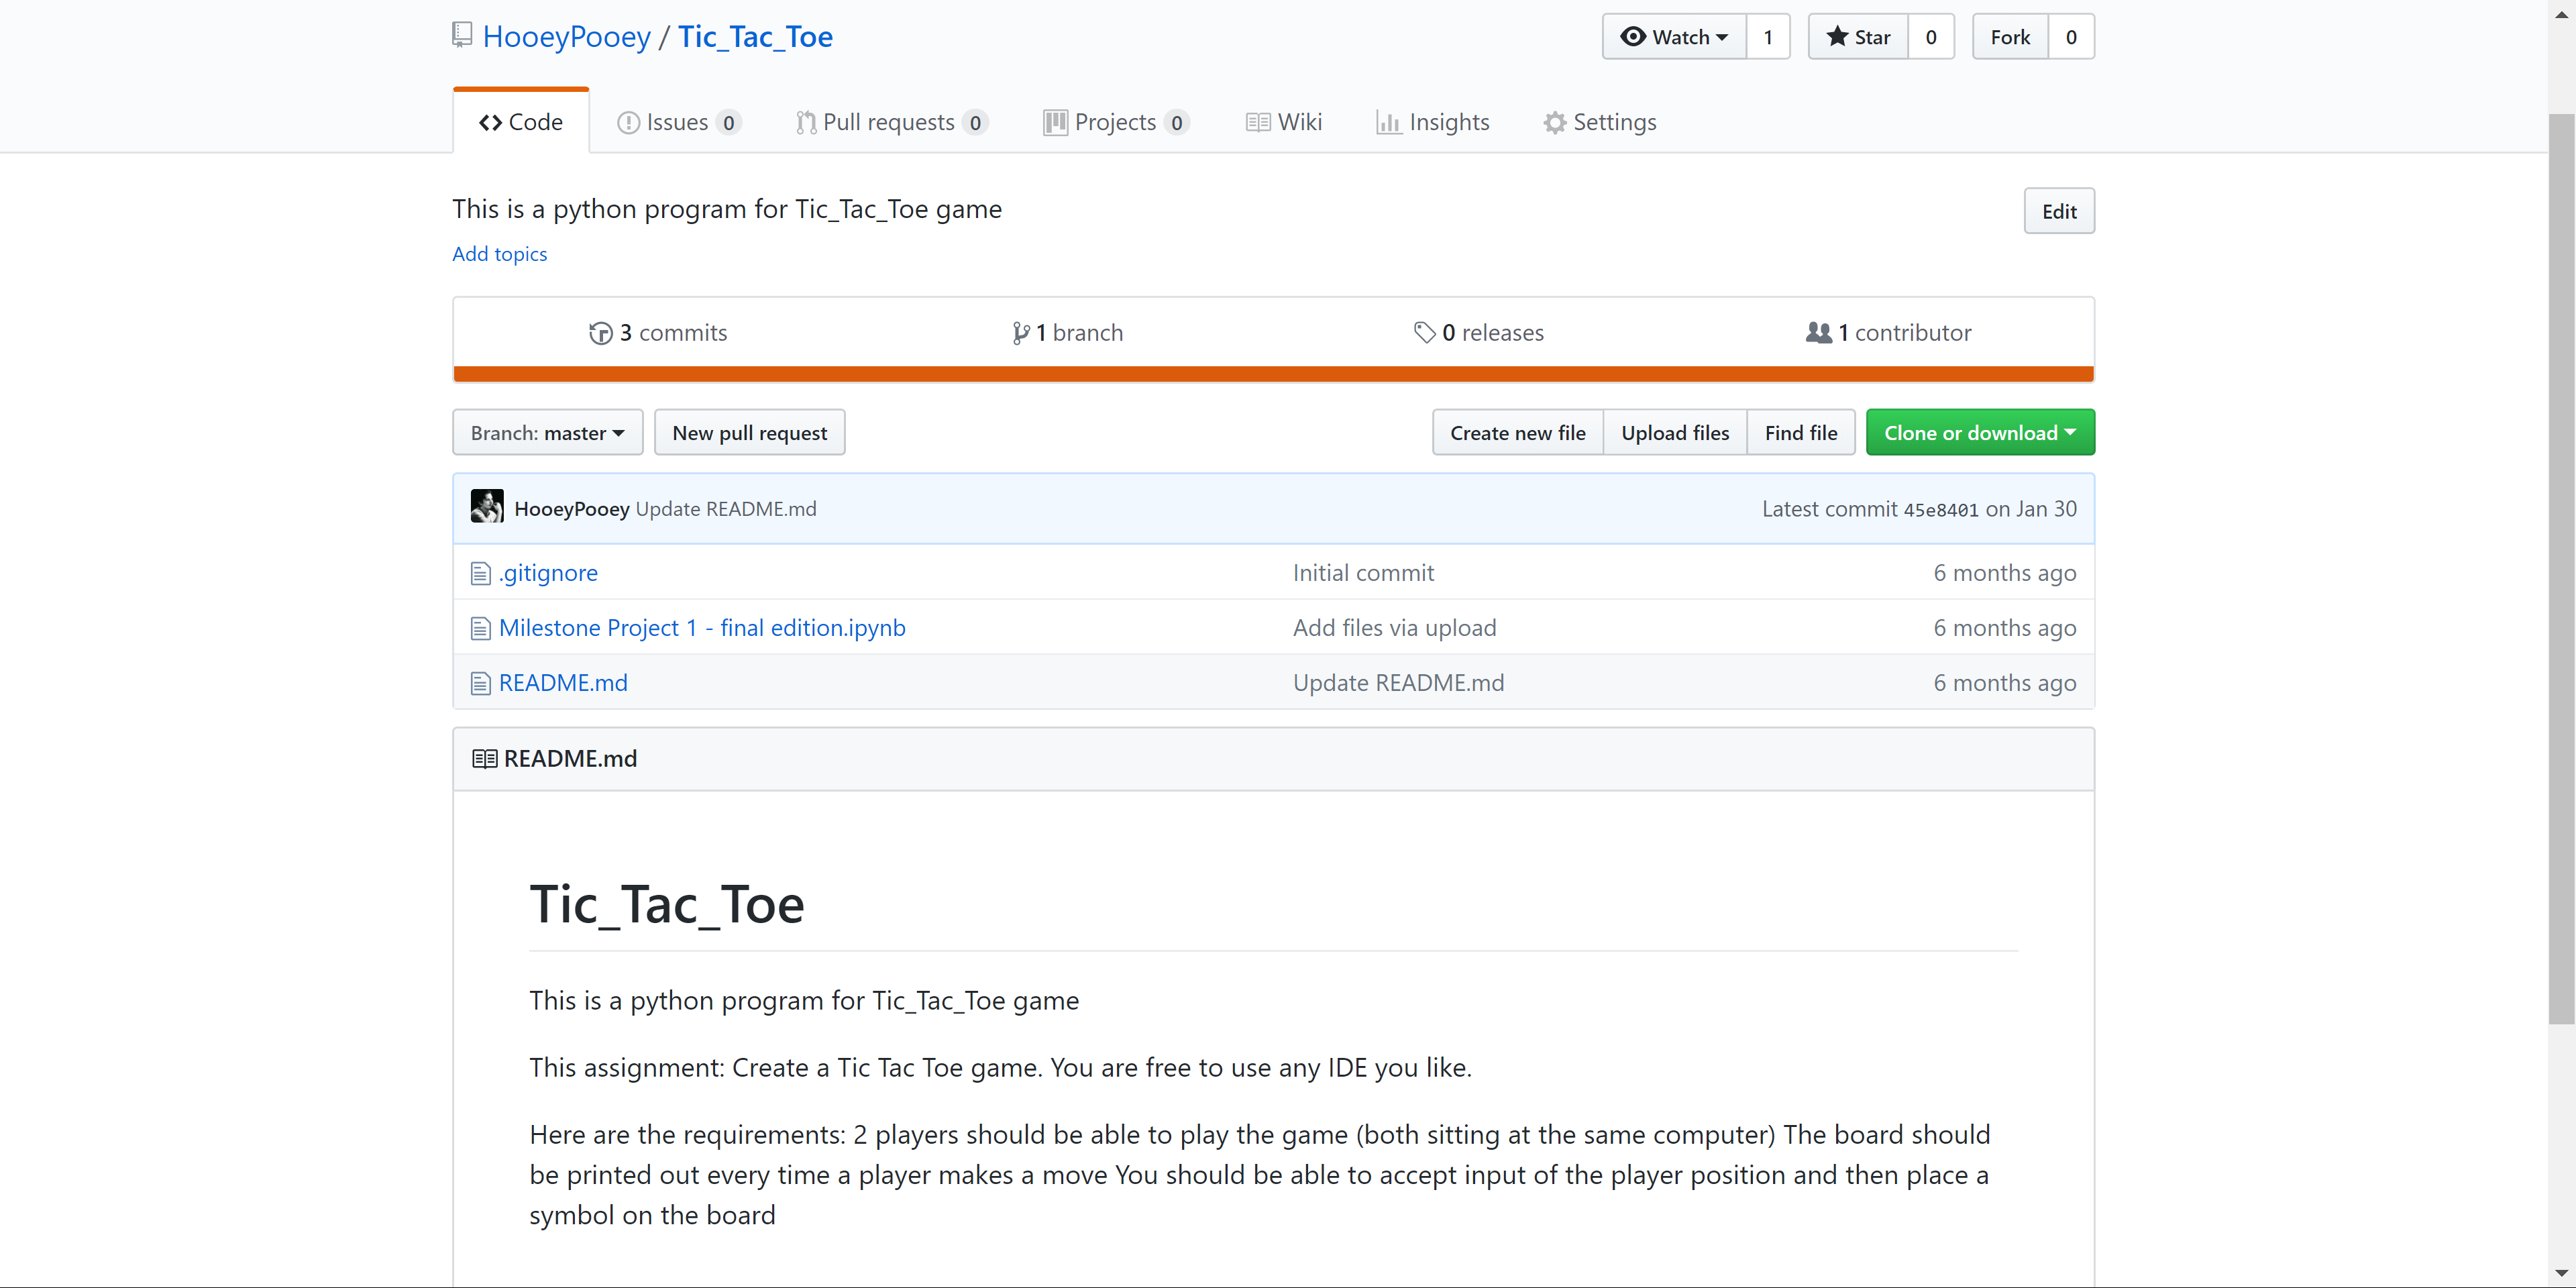 HooeyPooey / Tic_Tac_Toe
Watch 1 Star 0 Fork 0
Code Issues 0 Pull requests 0 Projects 0 Wiki Insights Settings
This is a python program for Tic_Tac_Toe game
Edit
Add topics
3 commits 1 branch 0 releases 1 contributor
Branch: master New pull request Create new file Upload files Find file Clone or download
HooeyPooey Update README.md Latest commit 45e8401 on Jan 30
.gitignore Initial commit 6 months ago
Milestone Project 1 - final edition.ipynb Add files via upload 6 months ago
README.md Update README.md 6 months ago
README.md
Tic_Tac_Toe
This is a python program for Tic_Tac_Toe game
This assignment: Create a Tic Tac Toe game. You are free to use any IDE you like.
Here are the requirements: 2 players should be able to play the game (both sitting at the same computer) The board should
be printed out every time a player makes a move You should be able to accept input of the player position and then place a
symbol on the board